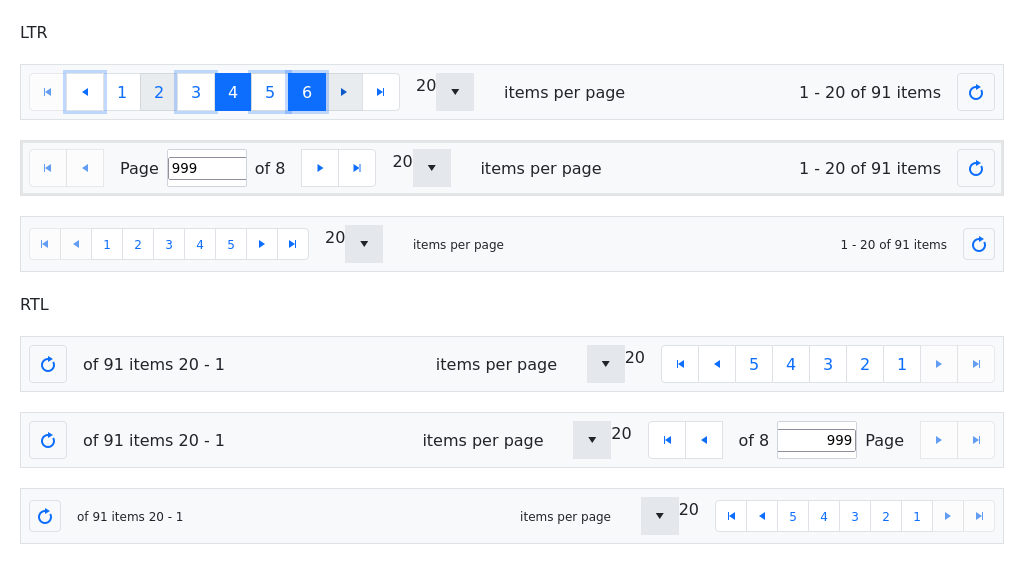 LTR
1 2 3 4 5 6 20 items per page 1 - 20 of 91 items
Page 999 of 8 20 items per page 1 - 20 of 91 items
1 2 3 4 5 20 items per page 1 - 20 of 91 items
RTL
of 91 items 20 - 1 items per page 20 5 4 3 2 1
of 91 items 20 - 1 items per page 20 of 8 999 Page
of 91 items 20 - 1 items per page 20 5 4 3 2 1